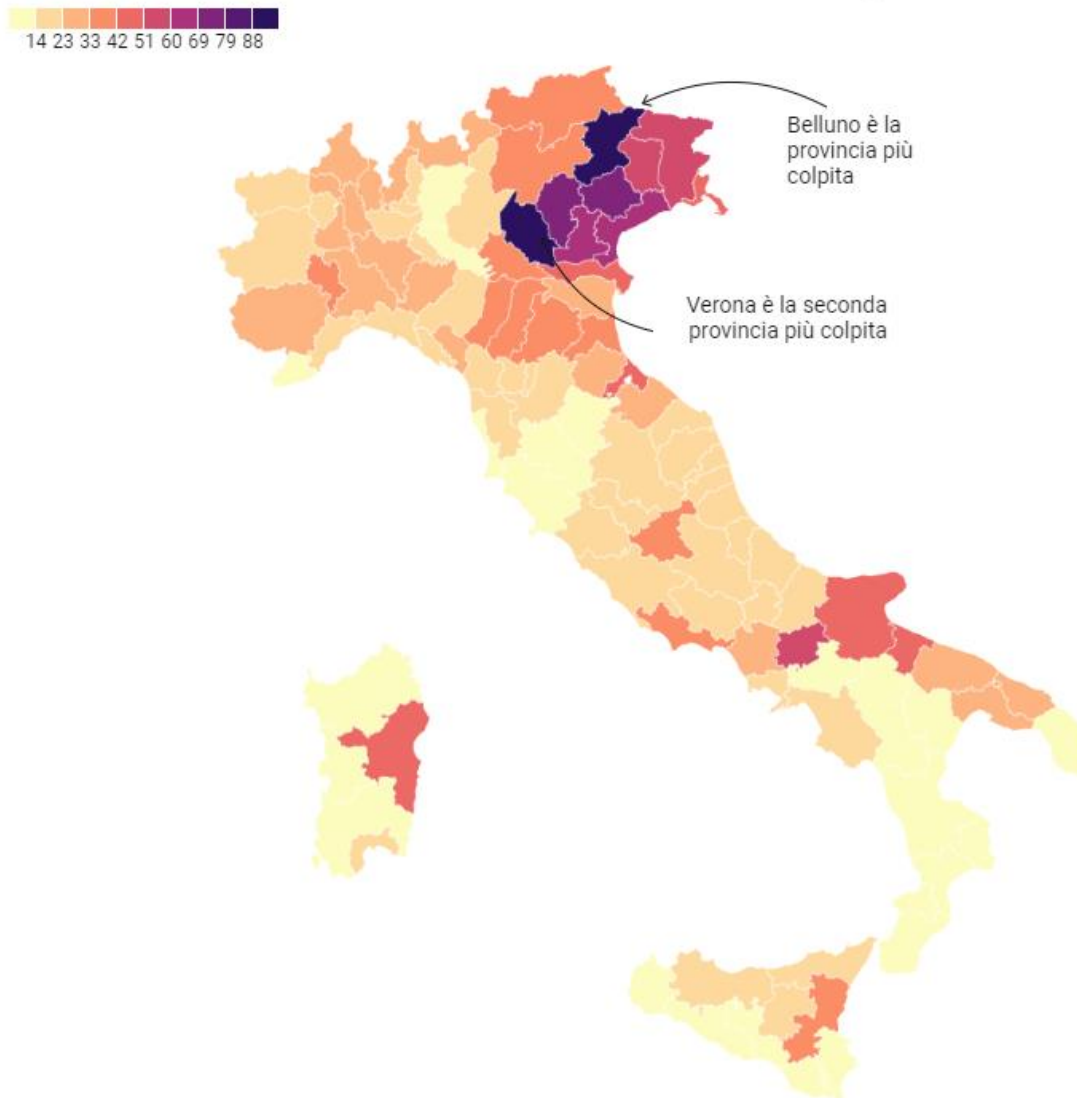 14 23 33 42 51 60 69 79 88
Belluno è la
provincia più
colpita
Verona è la seconda
provincia più colpita